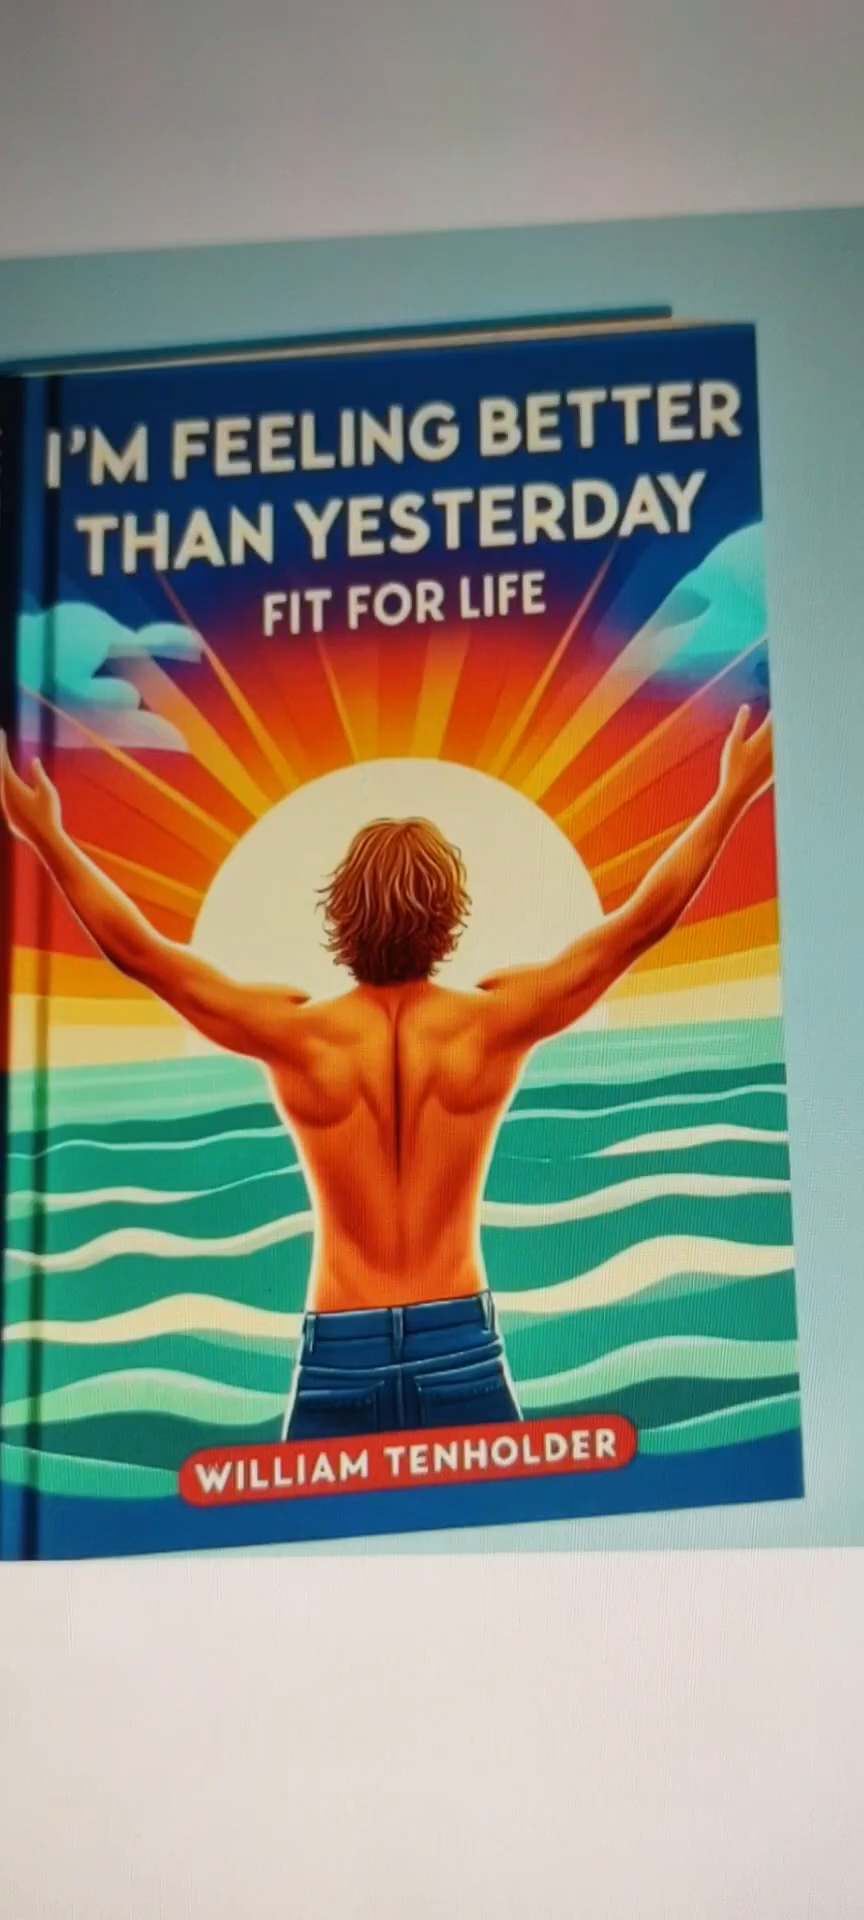 I'M FEELING BETTER
THAN YESTERDAY
FIT FOR LIFE
WILLIAM TENHOLDER